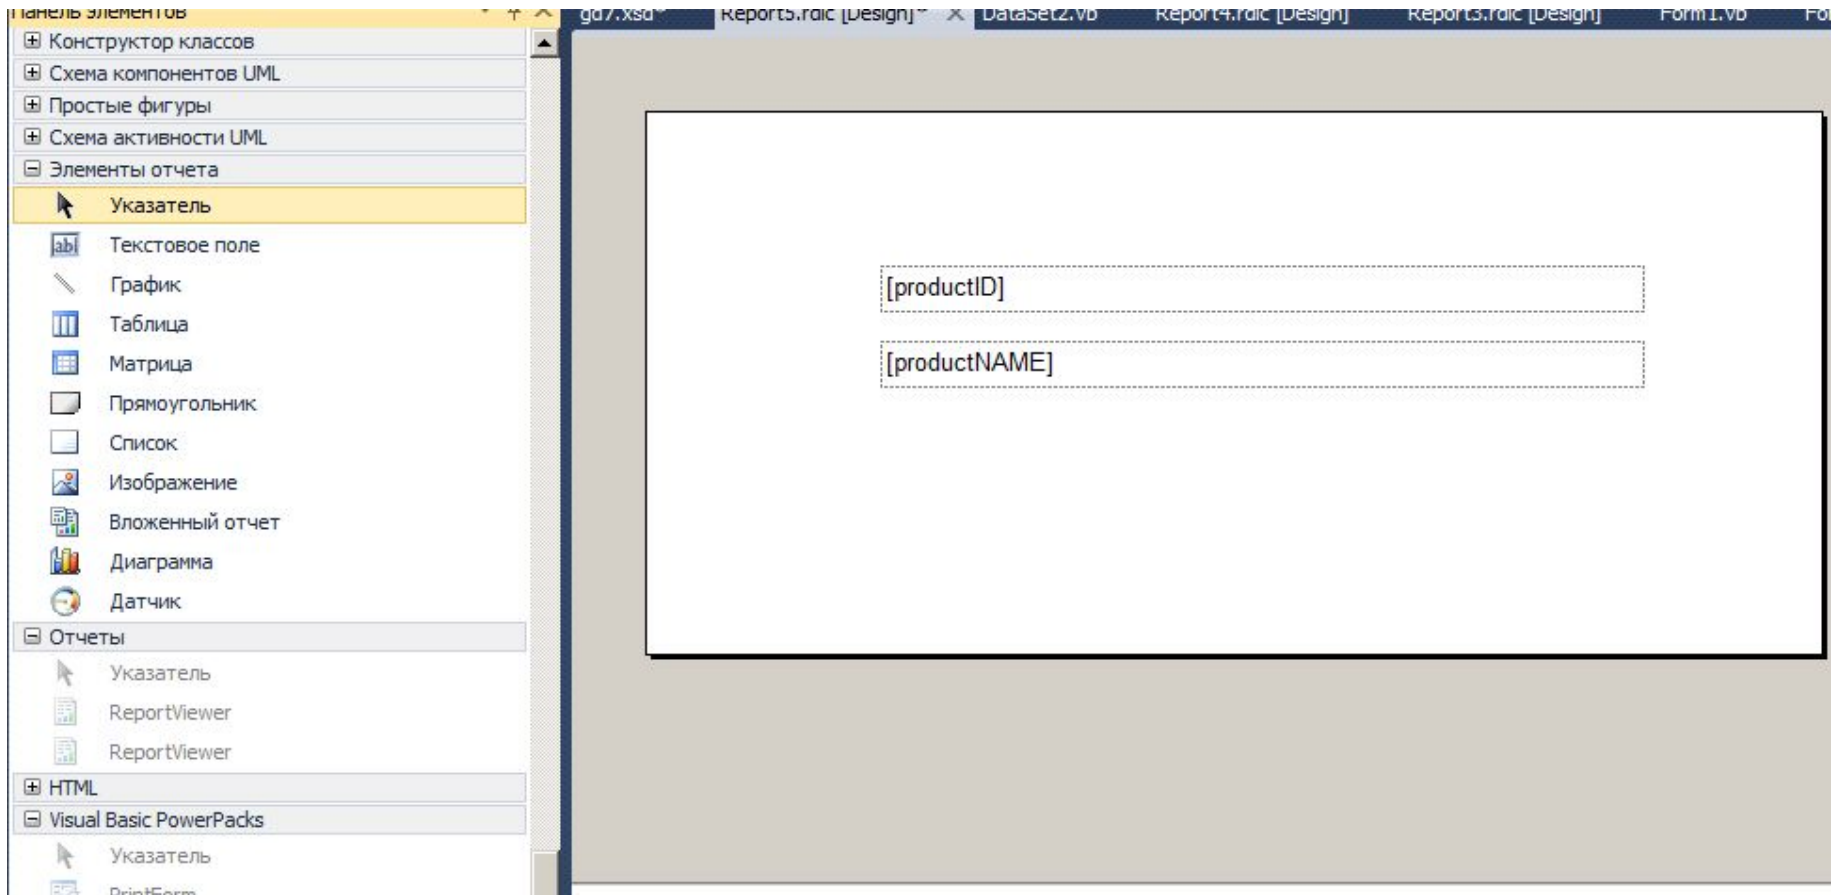 Панель элементов
gd7.xsd*
Report5.rdlc [Design]*
DataSet2.vb
Report4.rdlc [Design]
Report3.rdlc [Design]
Form1.vb
Конструктор классов
Схема компонентов UML
Простые фигуры
Схема активности UML
Элементы отчета
Указатель
Текстовое поле
График
Таблица
Матрица
Прямоугольник
Список
Изображение
Вложенный отчет
Диаграмма
Датчик
Отчеты
Указатель
ReportViewer
ReportViewer
HTML
Visual Basic PowerPacks
Указатель
PrintForm
[productID]
[productNAME]